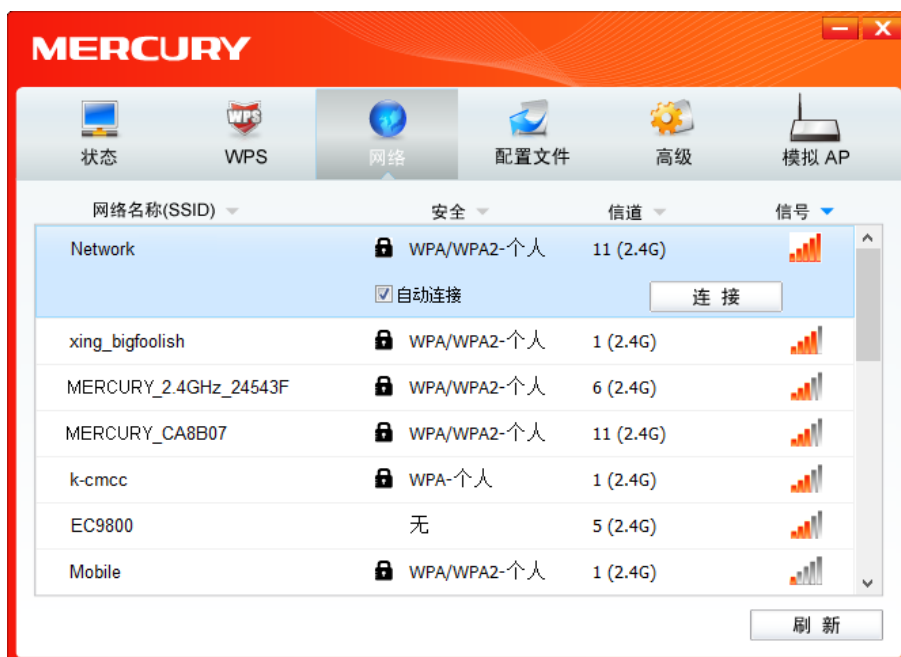 MERCURY
状态 WPS 网络 配置文件 高级 模拟 AP
网络名称(SSID) 安全 信道 信号
Network WPA/WPA2-个人 11 (2.4G)
自动连接 连 接
xing_bigfoolish WPA/WPA2-个人 1 (2.4G)
MERCURY_2.4GHz_24543F WPA/WPA2-个人 6 (2.4G)
MERCURY_CA8B07 WPA/WPA2-个人 11 (2.4G)
k-cmcc WPA-个人 1 (2.4G)
EC9800 无 5 (2.4G)
Mobile WPA/WPA2-个人 1 (2.4G)
刷 新